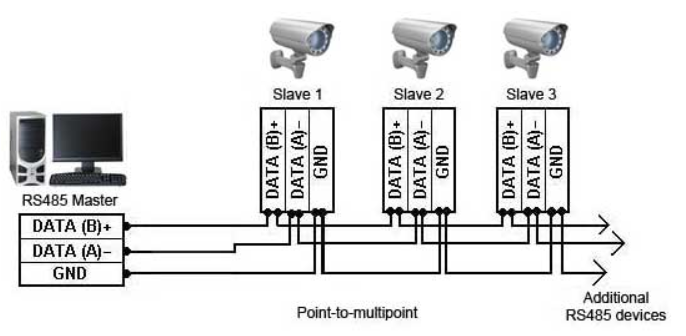 Slave 1
Slave 2
Slave 3
DATA (B)+
DATA (A)-
GND
DATA (B)+
DATA (A)-
GND
DATA (B)+
DATA (A)-
GND
RS485 Master
DATA (B)+
DATA (A)-
GND
Point-to-multipoint
Additional
RS485 devices